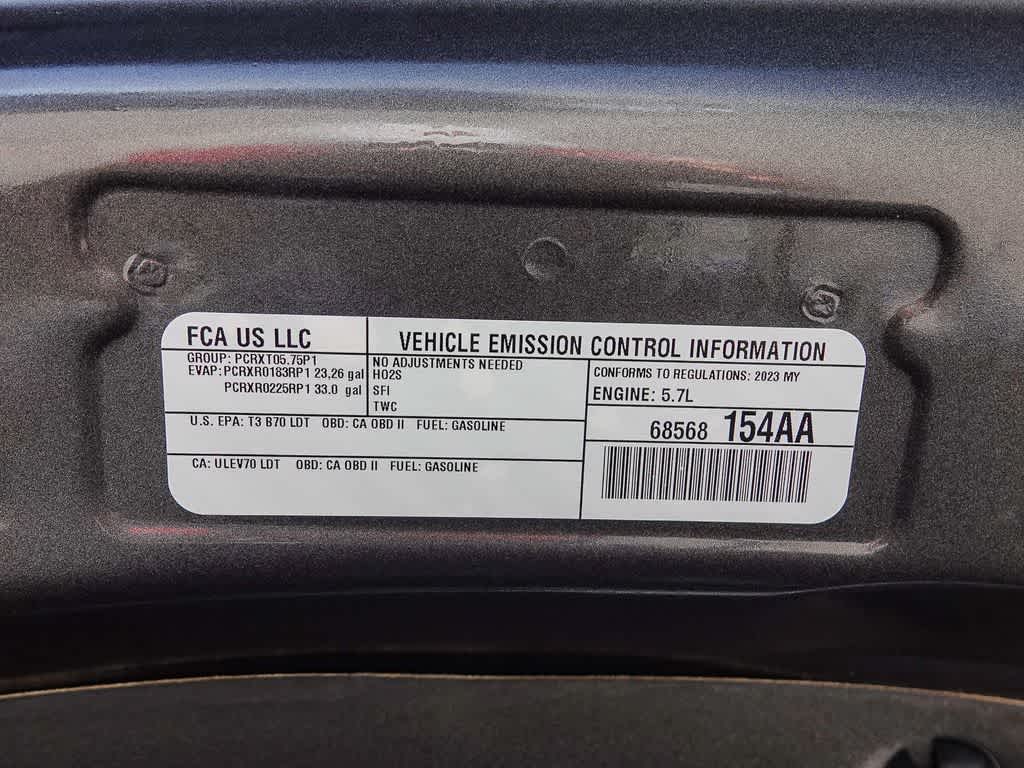 FCA US LLC
VEHICLE EMISSION CONTROL INFORMATION
GROUP: PCRXT05.75P1
EVAP: PCRXR0183RP1 23,26 gal
PCRXR0225RP1 33.0 gal
NO ADJUSTMENTS NEEDED
HO2S
SFI
TWC
CONFORMS TO REGULATIONS: 2023 MY
ENGINE: 5.7L
U.S. EPA: T3 B70 LDT OBD: CA OBD II FUEL: GASOLINE
68568 154AA
CA: ULEV70 LDT OBD: CA OBD II FUEL: GASOLINE